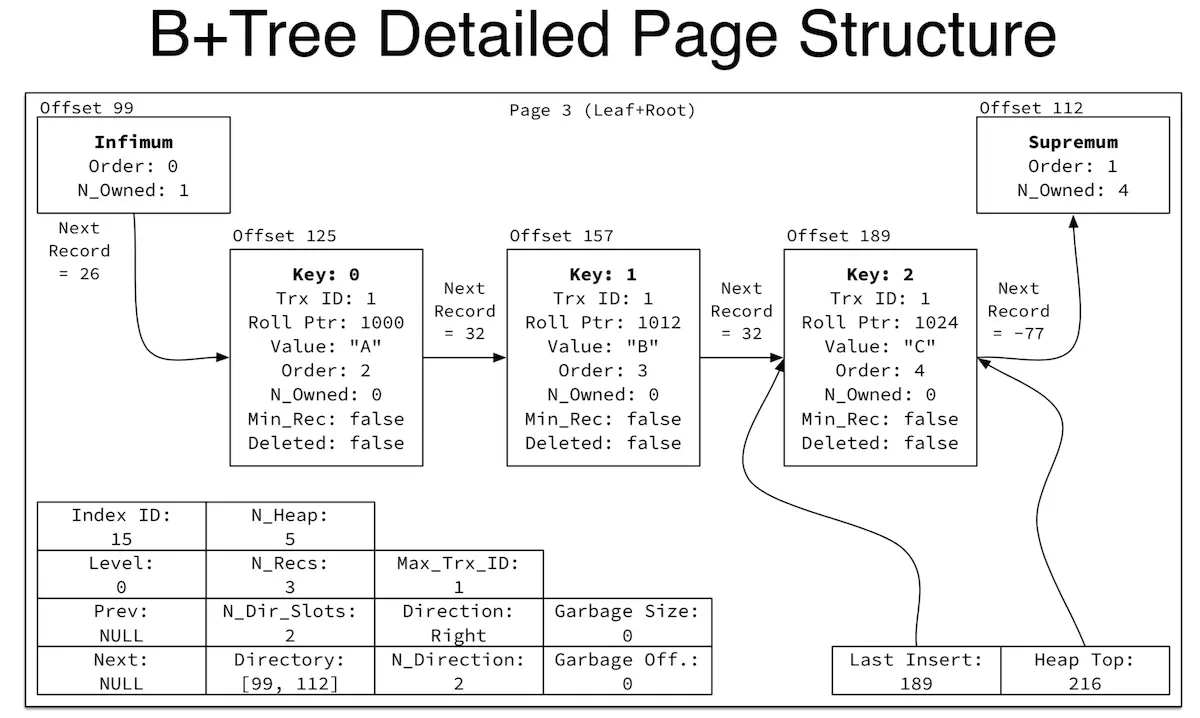 B+Tree Detailed Page Structure
Offset 99
Page 3 (Leaf+Root)
Offset 112
Infimum
Order: 0
N_Owned: 1
Supremum
Order: 1
N_Owned: 4
Next
Record
= 26
Offset 125
Key: 0
Trx ID: 1
Roll Ptr: 1000
Value: "A"
Order: 2
N_Owned: 0
Min_Rec: false
Deleted: false
Next
Record
= 32
Offset 157
Key: 1
Trx ID: 1
Roll Ptr: 1012
Value: "B"
Order: 3
N_Owned: 0
Min_Rec: false
Deleted: false
Next
Record
= 32
Offset 189
Key: 2
Trx ID: 1
Roll Ptr: 1024
Value: "C"
Order: 4
N_Owned: 0
Min_Rec: false
Deleted: false
Next
Record
= -77
Index ID:
15
N_Heap:
5
Level:
0
N_Recs:
3
Max_Trx_ID:
1
Prev:
NULL
N_Dir_Slots:
2
Direction:
Right
Garbage Size:
0
Next:
NULL
Directory:
[99, 112]
N_Direction:
2
Garbage Off.:
0
Last Insert:
189
Heap Top:
216